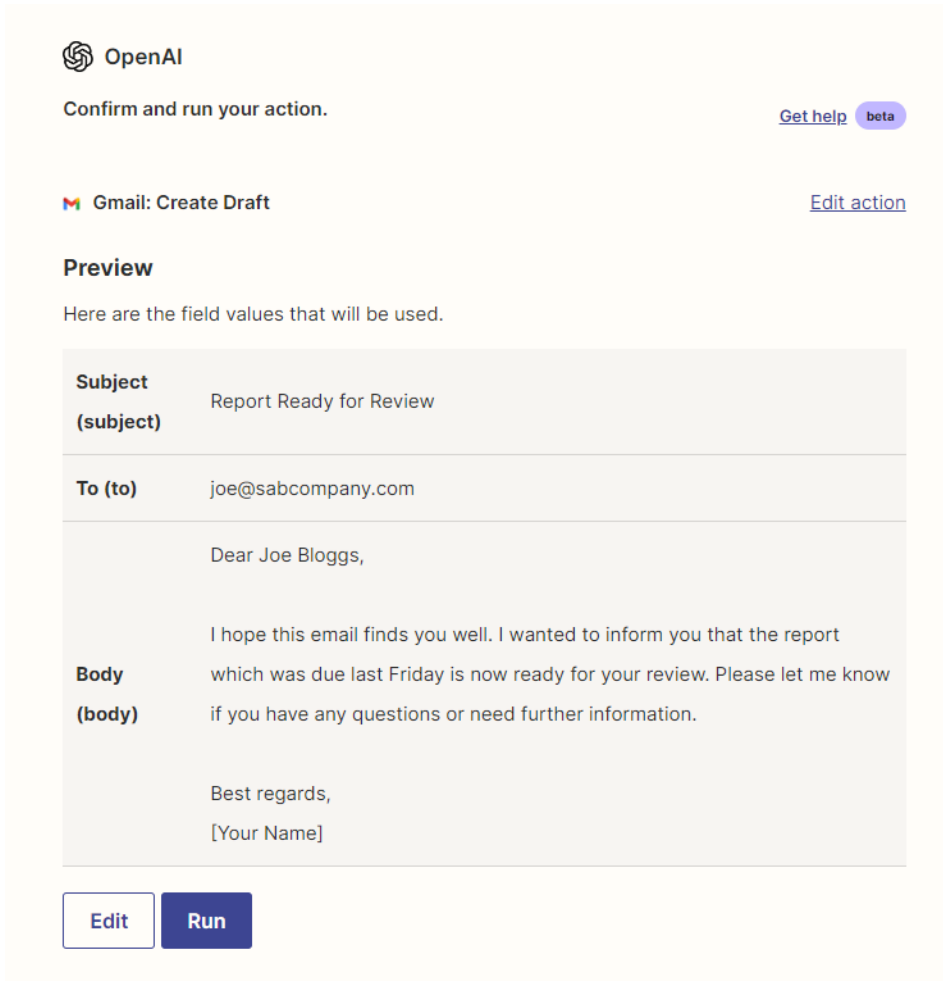 OpenAI
Confirm and run your action.
Get help beta
Gmail: Create Draft
Edit action
Preview
Here are the field values that will be used.
Subject
(subject)
Report Ready for Review
To (to)
joe@sabcompany.com
Body
(body)
Dear Joe Bloggs,
I hope this email finds you well. I wanted to inform you that the report
which was due last Friday is now ready for your review. Please let me know
if you have any questions or need further information.
Best regards,
[Your Name]
Edit
Run